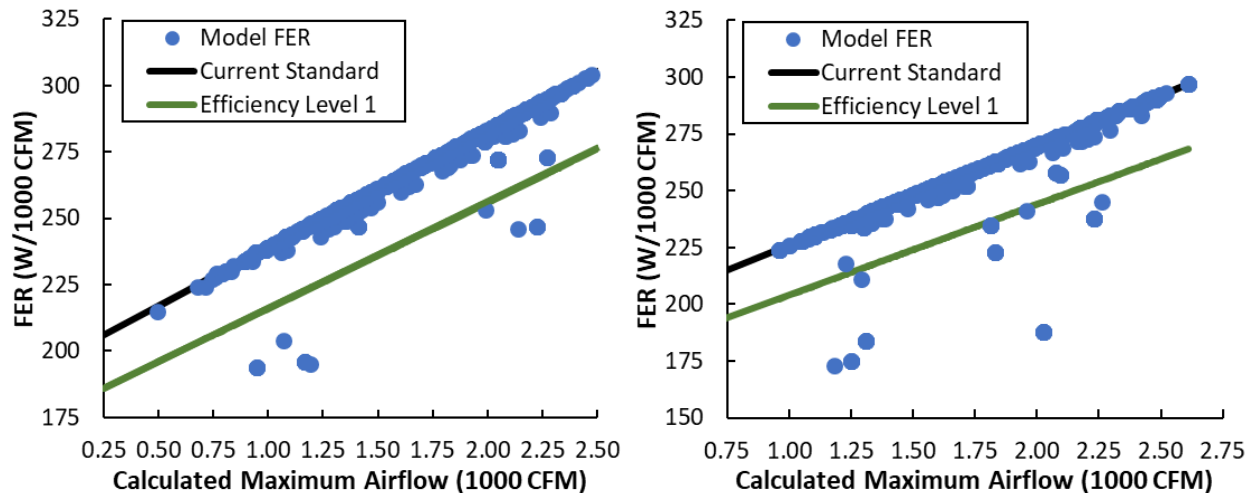 325
300
275
250
225
200
175
FER (W/1000 CFM)
Model FER
Current Standard
Efficiency Level 1
0.25 0.50 0.75 1.00 1.25 1.50 1.75 2.00 2.25 2.50
Calculated Maximum Airflow (1000 CFM)
325
300
275
250
225
200
175
150
FER (W/1000 CFM)
Model FER
Current Standard
Efficiency Level 1
0.75 1.00 1.25 1.50 1.75 2.00 2.25 2.50 2.75
Calculated Maximum Airflow (1000 CFM)